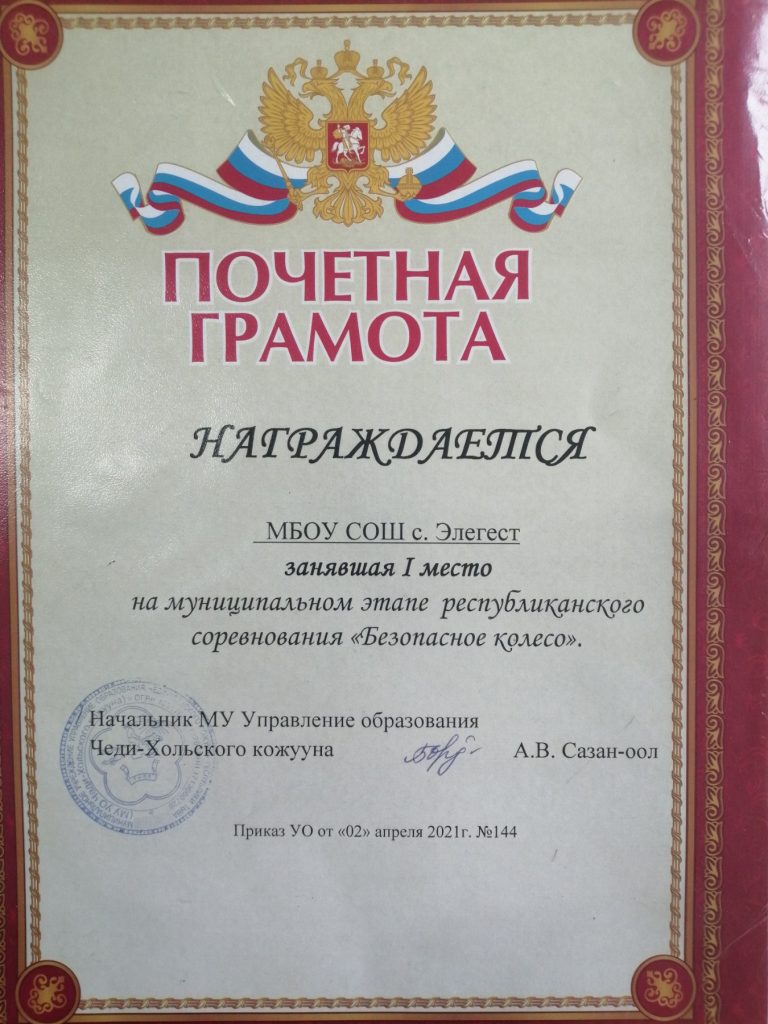 ПОЧЕТНАЯ
ГРАМОТА
НАГРАЖДАЕТСЯ
МБОУ СОШ с. Элегест
занявшая I место
на муниципальном этапе республиканского
соревнования «Безопасное колесо».
Начальник МУ Управление образования
Чеди-Хольского кожууна
А.В. Сазан-оол
Приказ УО от «02» апреля 2021г. №144